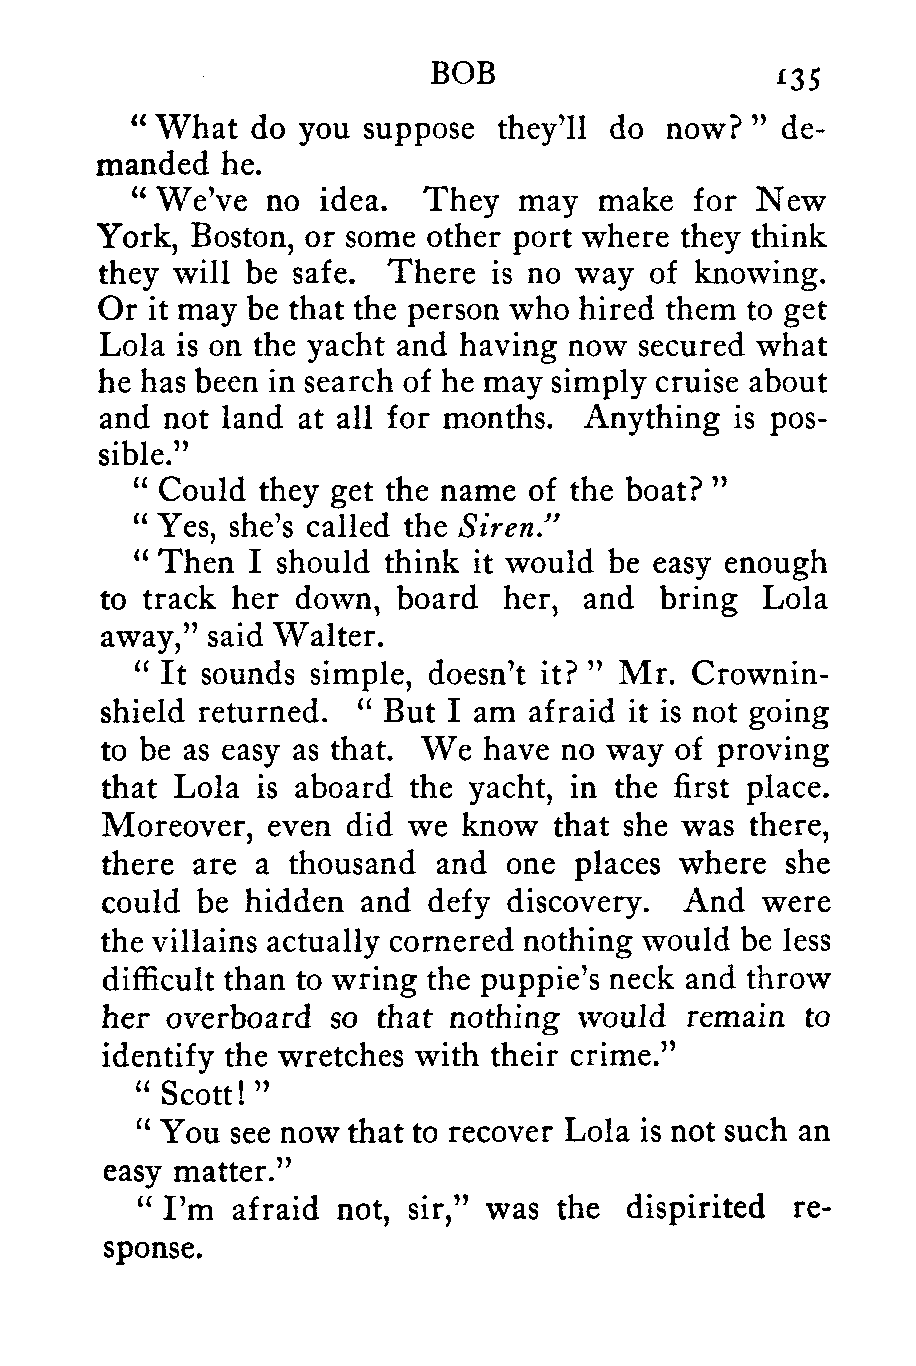 BOB 135
“ What do you suppose they’ll do now? ” de-
manded he.
“ We’ve no idea. They may make for New
York, Boston, or some other port where they think
they will be safe. There is no way of knowing.
Or it may be that the person who hired them to get
Lola is on the yacht and having now secured what
he has been in search of he may simply cruise about
and not land at all for months. Anything is pos-
sible.”
“ Could they get the name of the boat? ”
“ Yes, she’s called the Siren.”
“ Then I should think it would be easy enough
to track her down, board her, and bring Lola
away,” said Walter.
“ It sounds simple, doesn’t it? ” Mr. Crownin-
shield returned. “ But I am afraid it is not going
to be as easy as that. We have no way of proving
that Lola is aboard the yacht, in the first place.
Moreover, even did we know that she was there,
there are a thousand and one places where she
could be hidden and defy discovery. And were
the villains actually cornered nothing would be less
difficult than to wring the puppie’s neck and throw
her overboard so that nothing would remain to
identify the wretches with their crime.”
“ Scott! ”
“ You see now that to recover Lola is not such an
easy matter.”
“ I’m afraid not, sir,” was the dispirited re-
sponse.